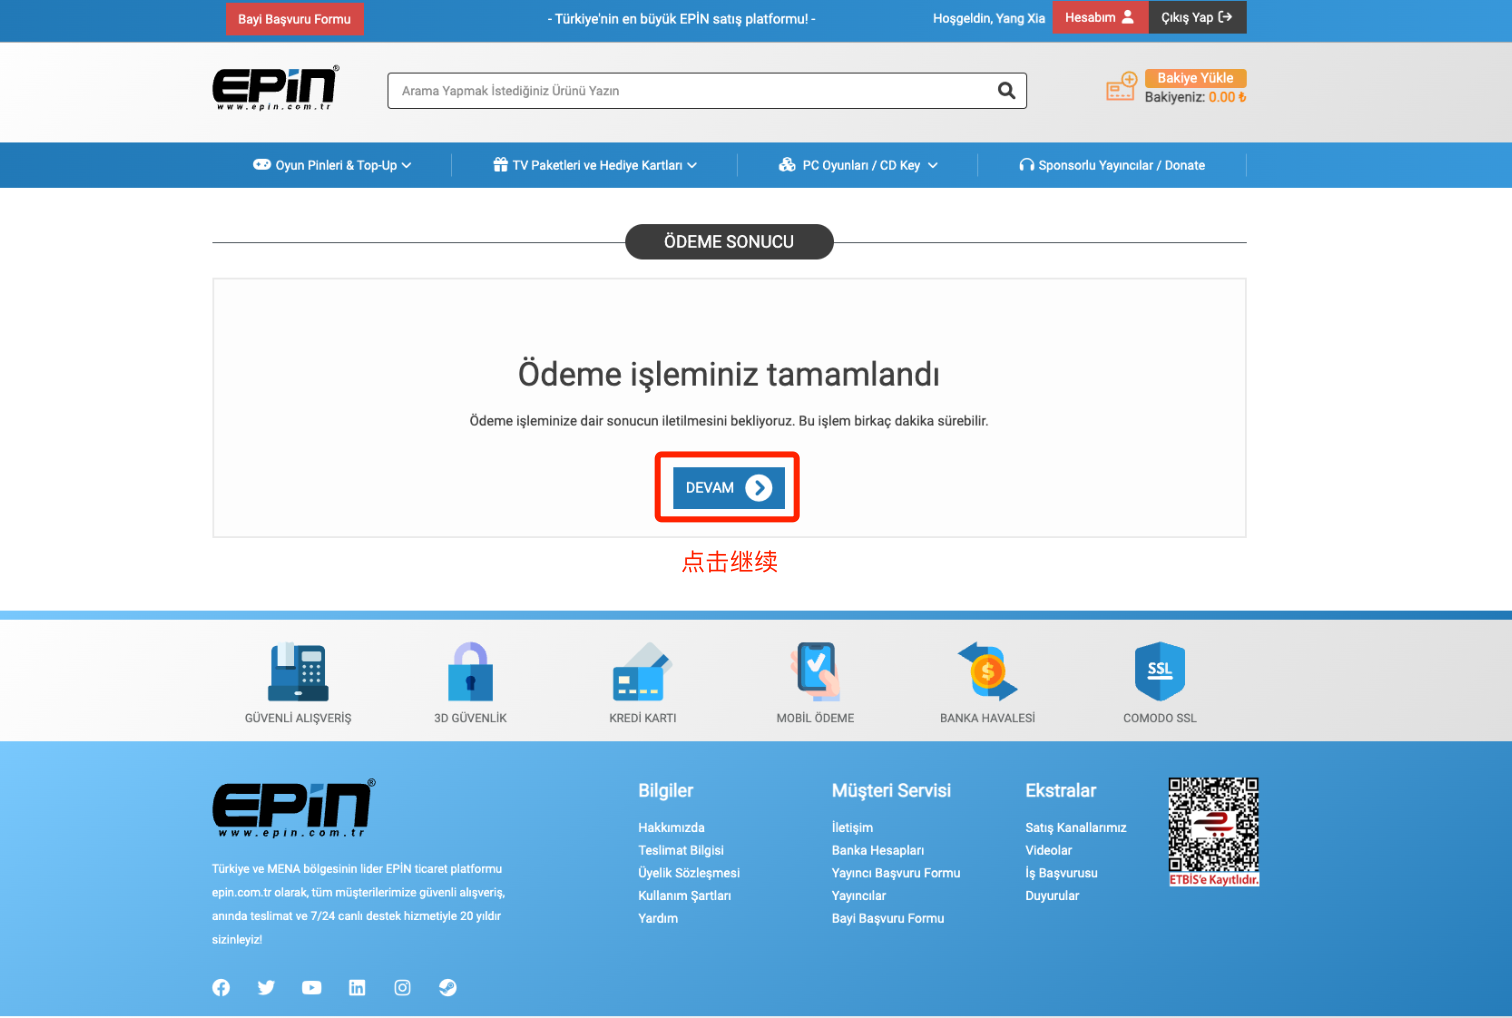 Bayi Başvuru Formu
- Türkiye'nin en büyük EPİN satış platformu! -
Hoşgeldin, Yang Xia
Hesabım
Çıkış Yap
EPİN®
www.epin.com.tr
Arama Yapmak İstediğiniz Ürünü Yazın
Bakiye Yükle
Bakiyeniz: 0.00 ₺
Oyun Pinleri & Top-Up
TV Paketleri ve Hediye Kartları
PC Oyunları / CD Key
Sponsorlu Yayıncılar / Donate
ÖDEME SONUCU
Ödeme işleminiz tamamlandı
Ödeme işleminize dair sonucun iletilmesini bekliyoruz. Bu işlem birkaç dakika sürebilir.
DEVAM
点击继续
SSL
GÜVENLİ ALIŞVERİŞ
3D GÜVENLİK
KREDİ KARTI
MOBİL ÖDEME
BANKA HAVALESİ
COMODO SSL
EPİN®
www.epin.com.tr
Türkiye ve MENA bölgesinin lider EPİN ticaret platformu
epin.com.tr olarak, tüm müşterilerimize güvenli alışveriş,
anında teslimat ve 7/24 canlı destek hizmetiyle 20 yıldır
sizinleyiz!
Bilgiler
Hakkımızda
Teslimat Bilgisi
Üyelik Sözleşmesi
Kullanım Şartları
Yardım
Müşteri Servisi
İletişim
Banka Hesapları
Yayıncı Başvuru Formu
Yayıncılar
Bayi Başvuru Formu
Ekstralar
Satış Kanallarımız
Videolar
İş Başvurusu
Duyurular
ETBİS'e Kayıtlıdır.